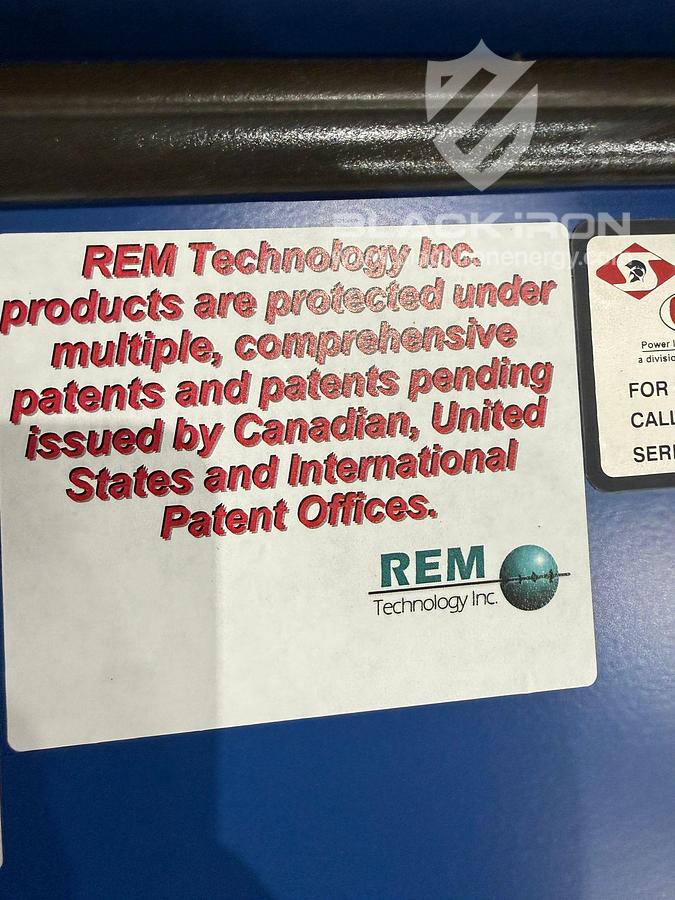 BLACK iRON
REM Technology Inc.
products are protected under
multiple, comprehensive
patents and patents pending
issued by Canadian, United
States and International
Patent Offices.
REM
Technology Inc.
Power
a divisio
FOR
CALL
SERI